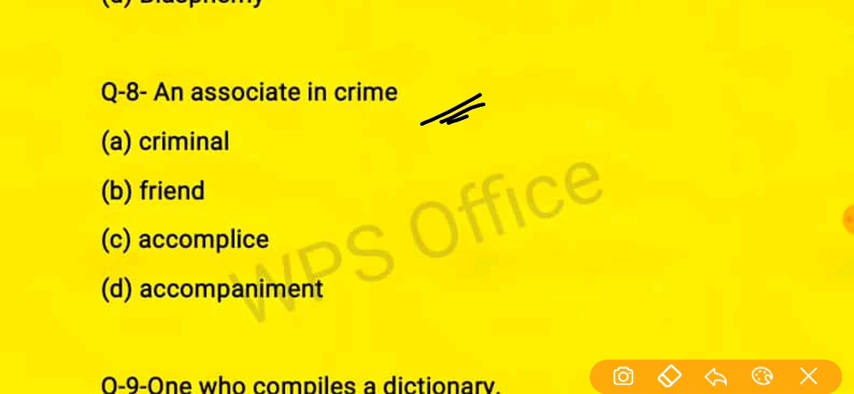 Q-8- An associate in crime
(a) criminal
(b) friend
(c) accomplice
(d) accompaniment
WPS Office
Q-9-One who compiles a dictionary.